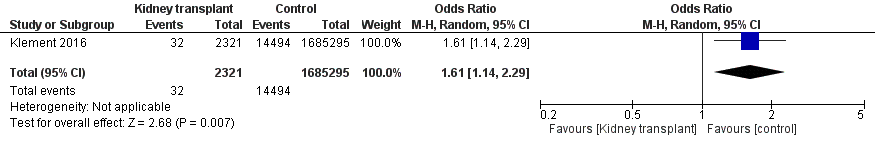 Kidney transplant Control Odds Ratio Odds Ratio
Study or Subgroup Events Total Events Total Weight M-H, Random, 95% CI M-H, Random, 95% CI
Klement 2016 32 2321 14494 1685295 100.0% 1.61 [1.14, 2.29]
Total (95% CI) 2321 1685295 100.0% 1.61 [1.14, 2.29]
Total events 32 14494
Heterogeneity: Not applicable
Test for overall effect: Z = 2.68 (P = 0.007)
0.2 0.5 1 2 5
Favours [Kidney transplant] Favours [control]